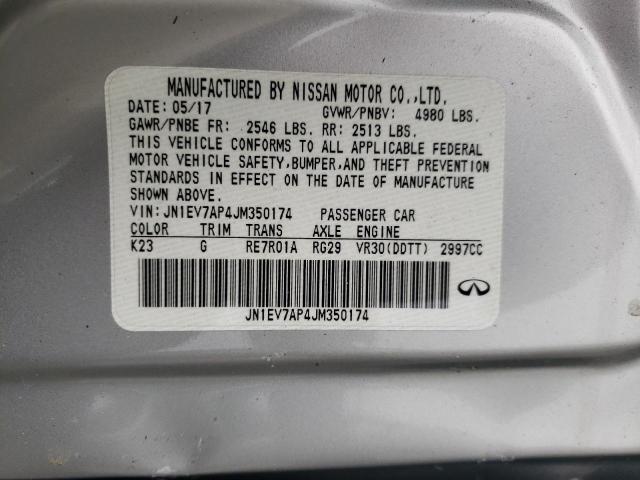 MANUFACTURED BY NISSAN MOTOR CO.,LTD.
DATE: 05/17 GVWR/PNBV: 4980 LBS.
GAWR/PNBE FR: 2546 LBS. RR: 2513 LBS.
THIS VEHICLE CONFORMS TO ALL APPLICABLE FEDERAL
MOTOR VEHICLE SAFETY,BUMPER,AND THEFT PREVENTION
STANDARDS IN EFFECT ON THE DATE OF MANUFACTURE
SHOWN ABOVE.
VIN: JN1EV7AP4JM350174 PASSENGER CAR
COLOR TRIM TRANS AXLE ENGINE
K23 G RE7R01A RG29 VR30(DDTT) 2997CC
JN1EV7AP4JM350174